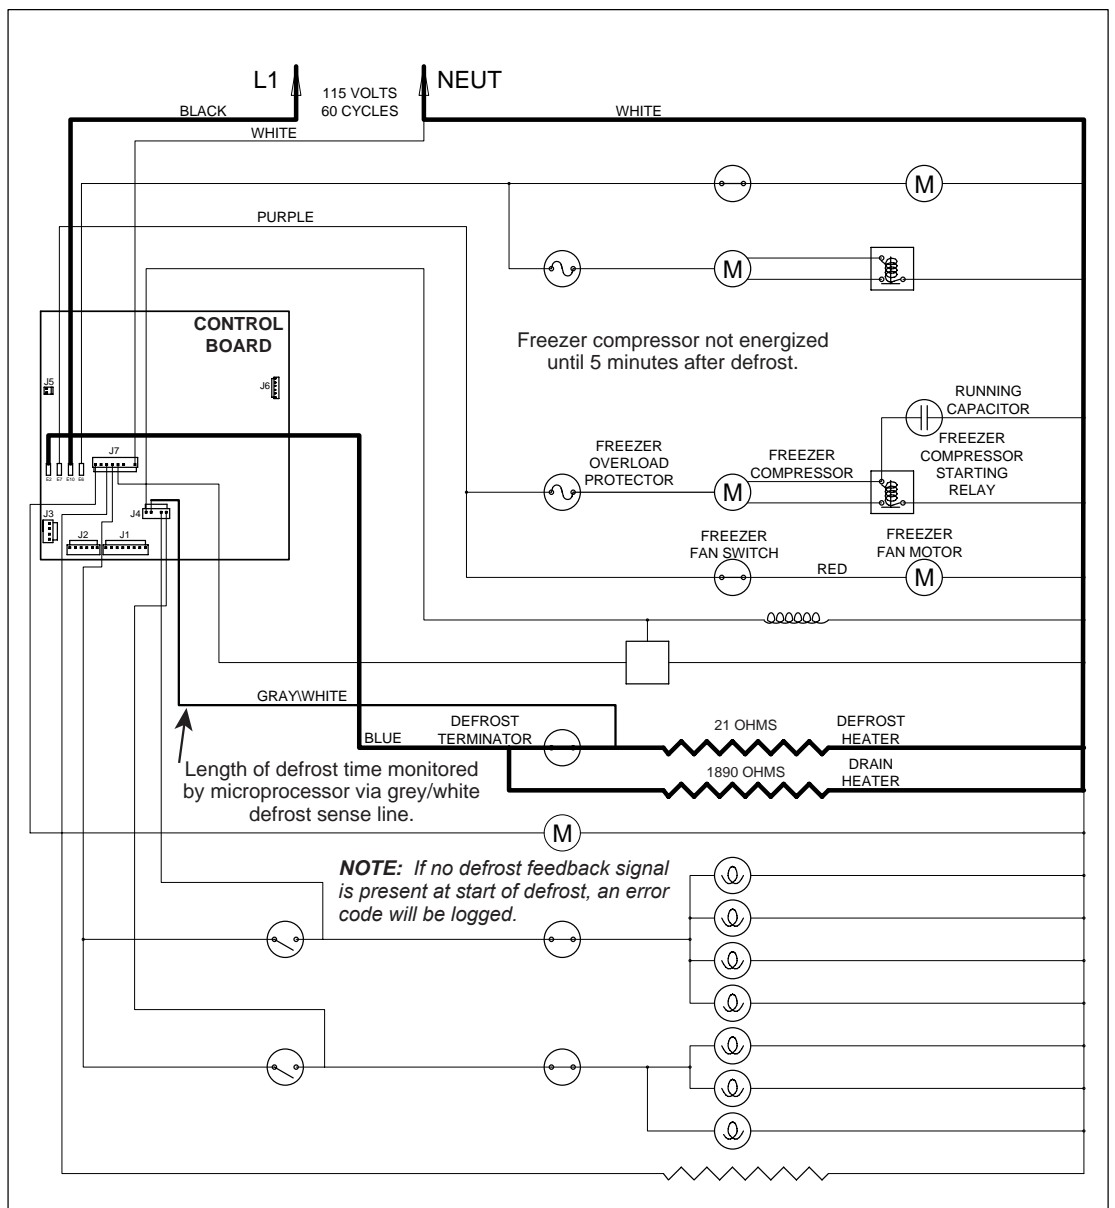 L1
115 VOLTS
60 CYCLES
NEUT
BLACK
WHITE
WHITE
PURPLE
CONTROL
BOARD
J5
J6
Freezer compressor not energized
until 5 minutes after defrost.
RUNNING
CAPACITOR
J7
E2 E7 E10 E6
FREEZER
OVERLOAD
PROTECTOR
FREEZER
COMPRESSOR
FREEZER
COMPRESSOR
STARTING
RELAY
M
M
M
J3
J4
J2
J1
FREEZER
FAN SWITCH
RED
FREEZER
FAN MOTOR
M
GRAY\WHITE
BLUE
DEFROST
TERMINATOR
21 OHMS
DEFROST
HEATER
1890 OHMS
DRAIN
HEATER
Length of defrost time monitored
by microprocessor via grey/white
defrost sense line.
M
NOTE: If no defrost feedback signal
is present at start of defrost, an error
code will be logged.